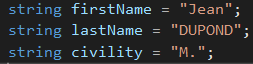 string firstName = "Jean";
string lastName = "DUPOND";
string civility = "M.";